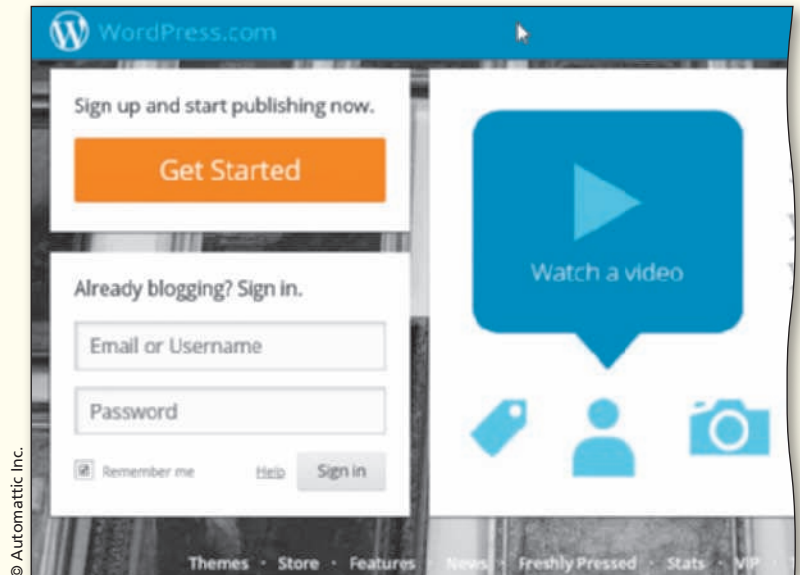 WordPress.com
Sign up and start publishing now.
Get Started
Already blogging? Sign in.
Email or Username
Password
Remember me Help Sign in
Watch a video
Themes · Store · Features · News · Freshly Pressed · Stats · VIP ·
© Automattic Inc.